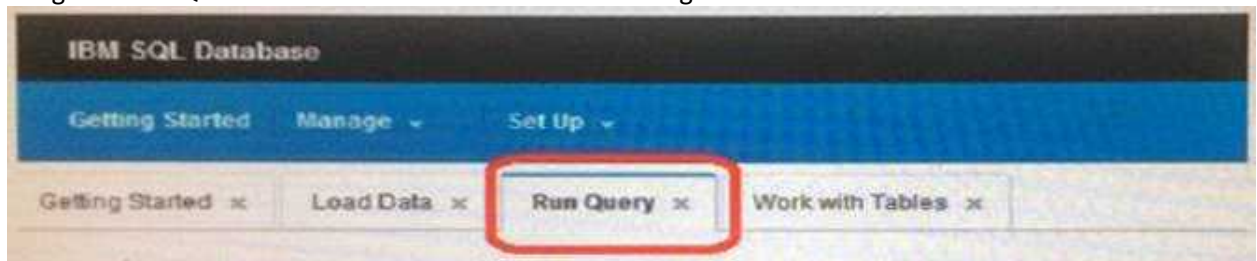 IBM SQL Database
Getting Started Manage Set Up
Getting Started × Load Data × Run Query × Work with Tables ×